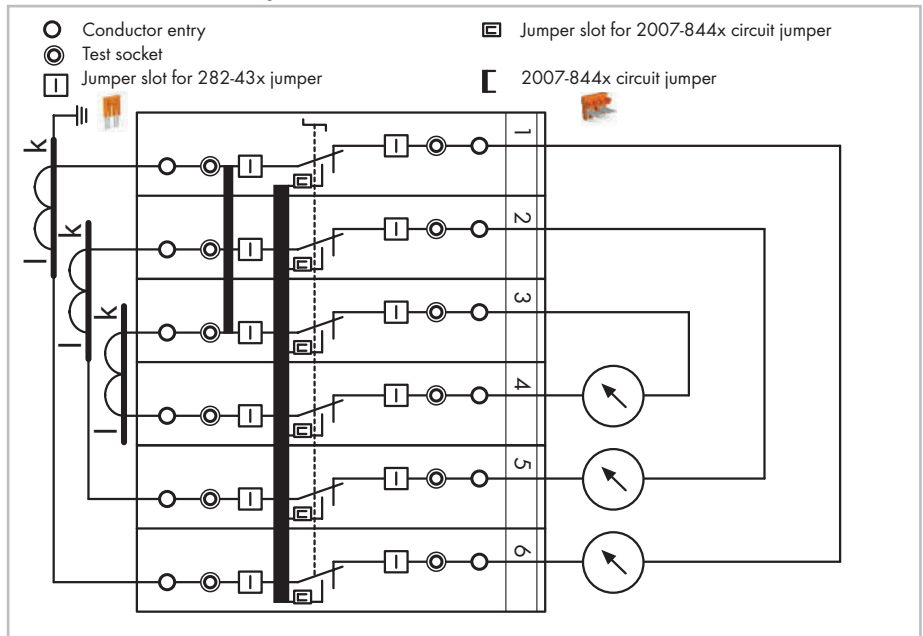 Conductor entry
Test socket
Jumper slot for 282-43x jumper
Jumper slot for 2007-844x circuit jumper
2007-844x circuit jumper
k
l
k
l
k
l
1
2
3
4
5
6